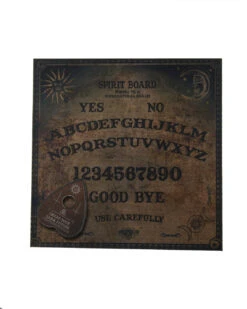 SPIRIT BOARD
YES NO
ABCDEFGHIJKLM
NOPQRSTUVWXYZ
1234567890
GOOD BYE
USE CAREFULLY